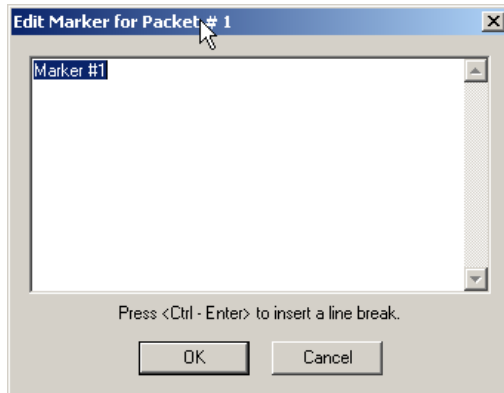 Edit Marker for Packet # 1
Marker #1
Press <Ctrl - Enter> to insert a line break.
OK
Cancel